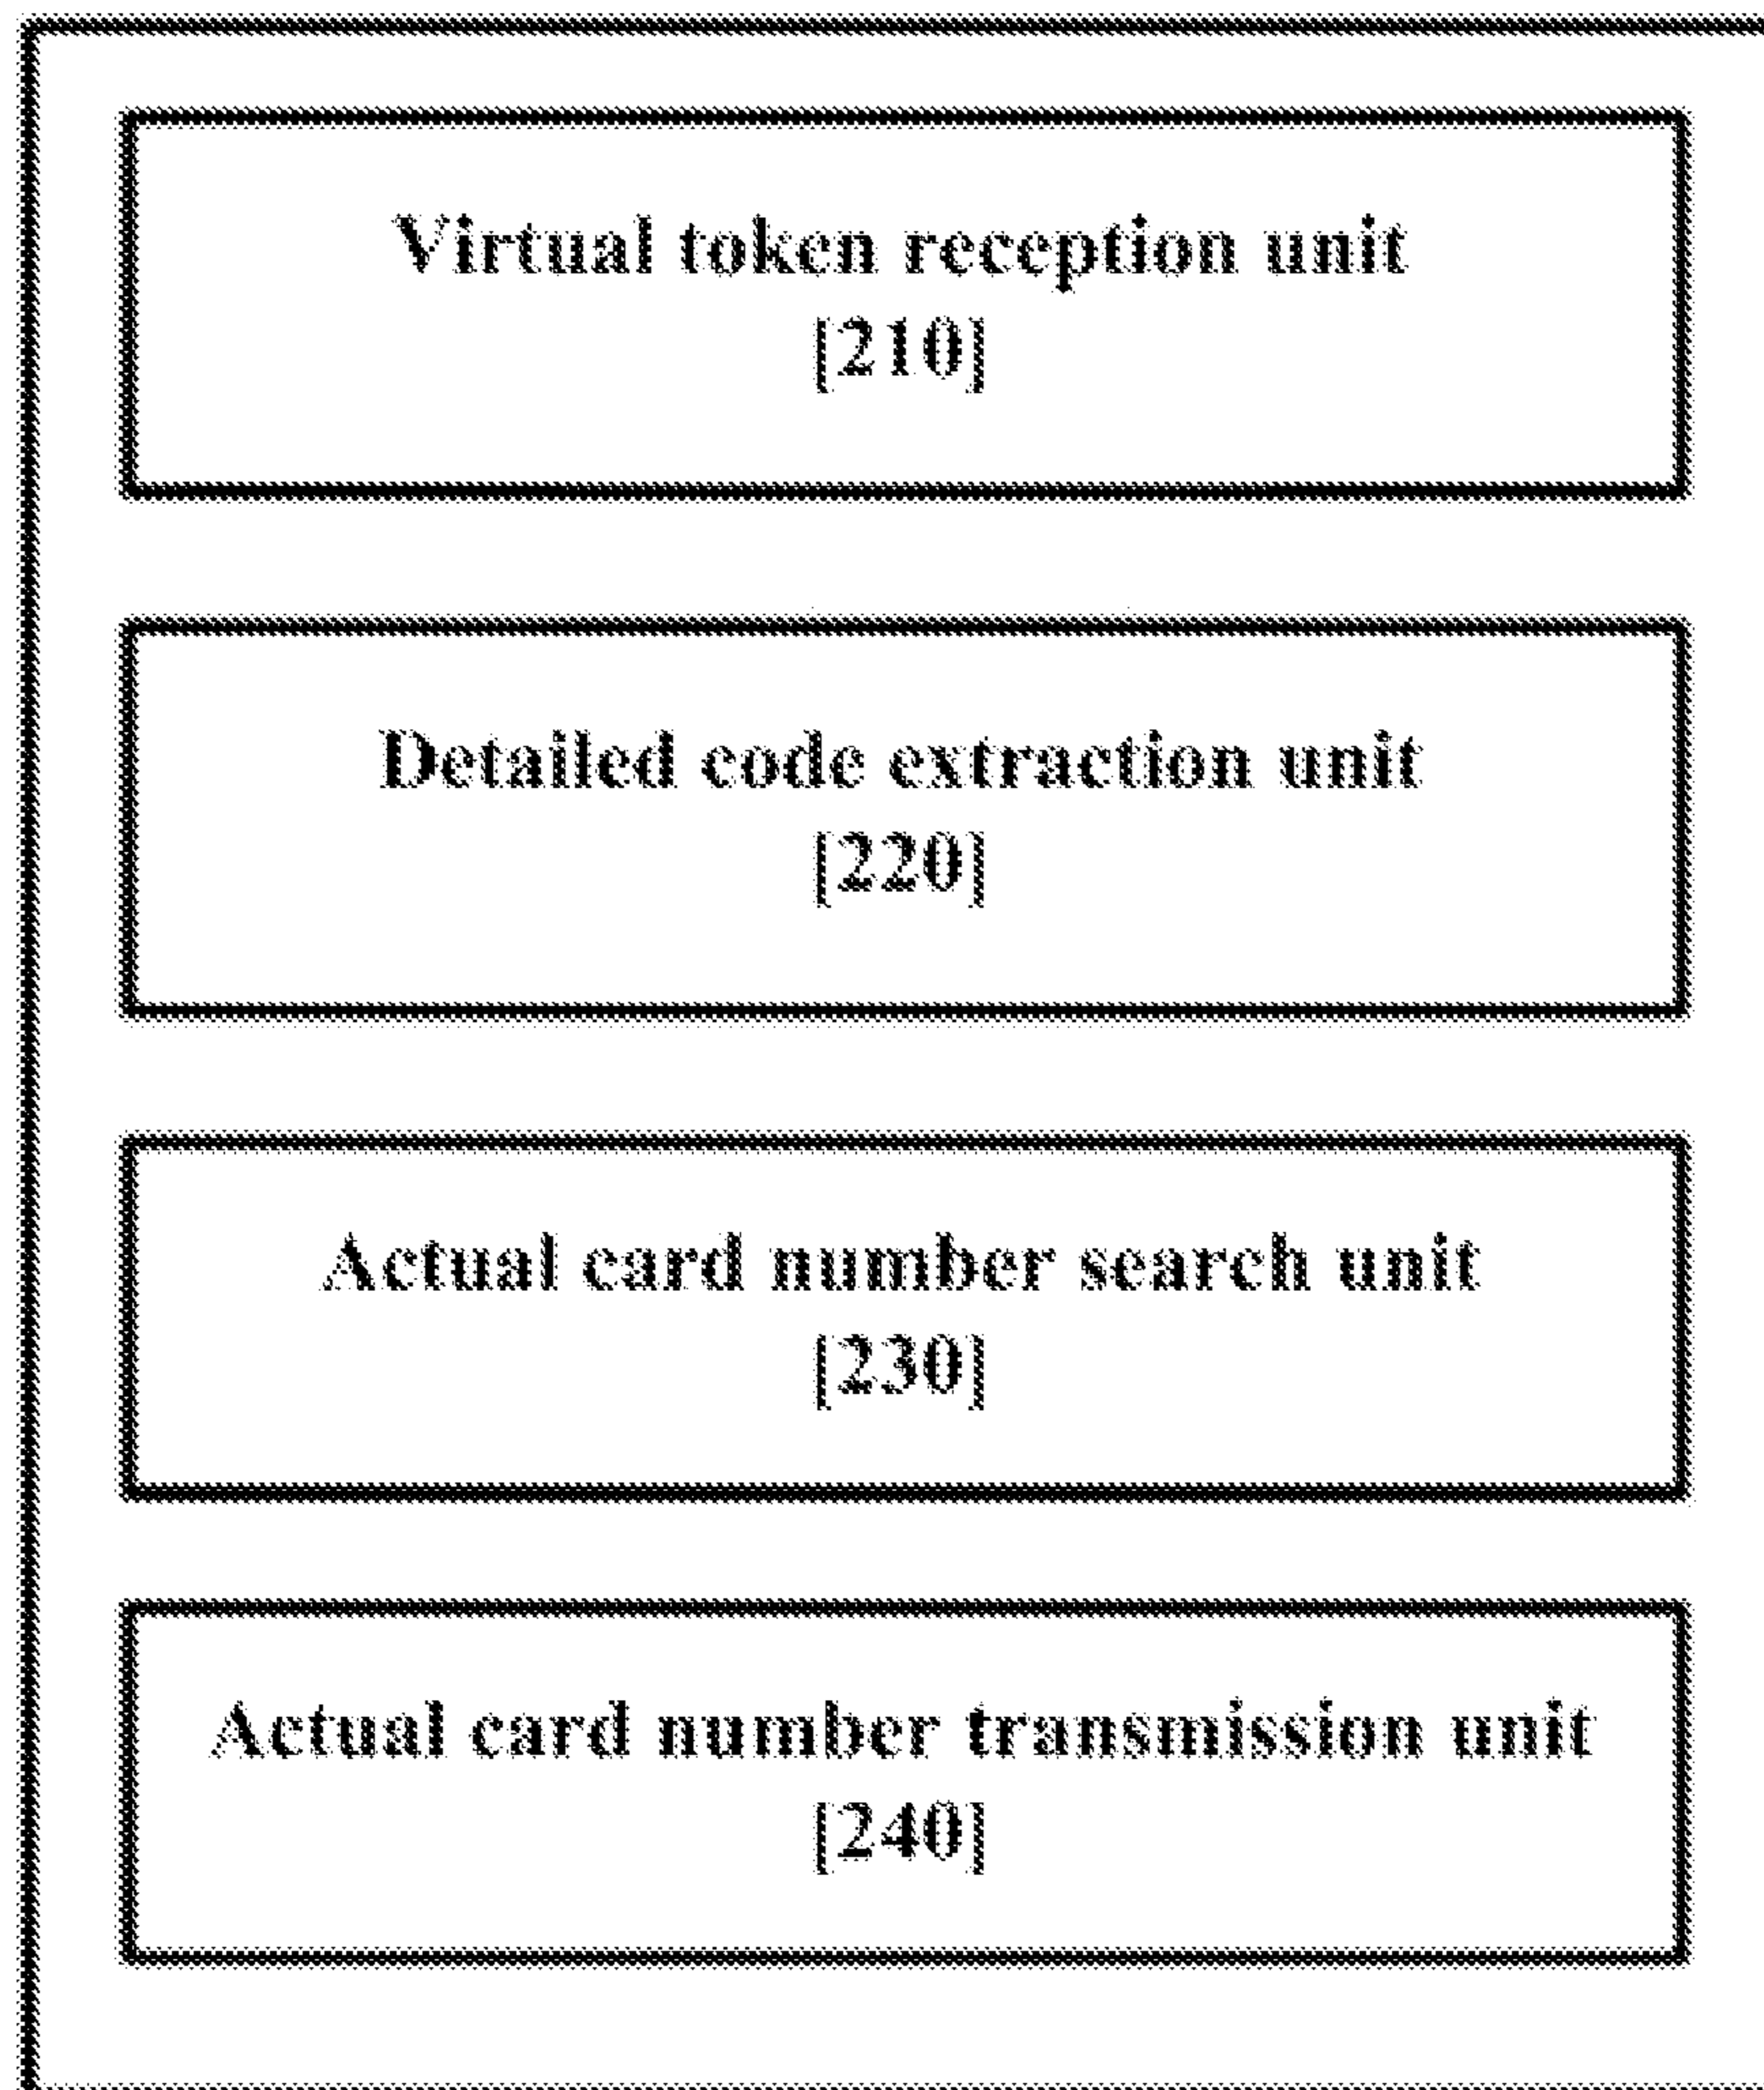 Virtual token reception unit
[210]
Detailed code extraction unit
[220]
Actual card number search unit
[230]
Actual card number transmission unit
[240]